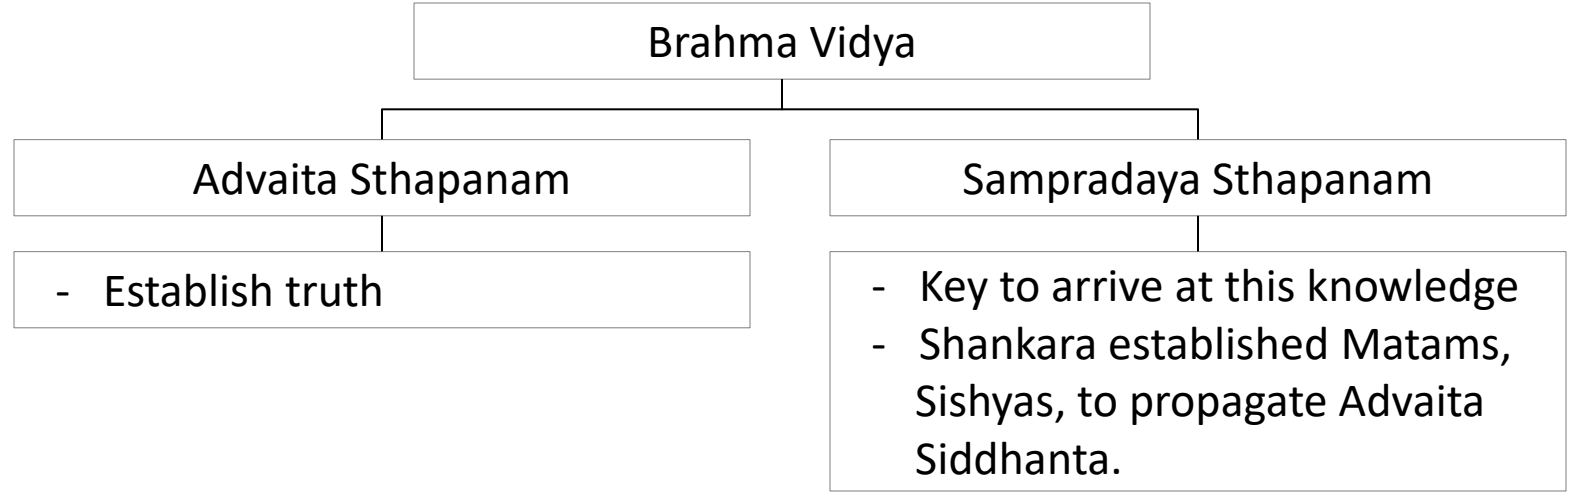 Brahma Vidya
Advaita Sthapanam
Sampradaya Sthapanam
- Establish truth
- Key to arrive at this knowledge
- Shankara established Matams,
Sishyas, to propagate Advaita
Siddhanta.